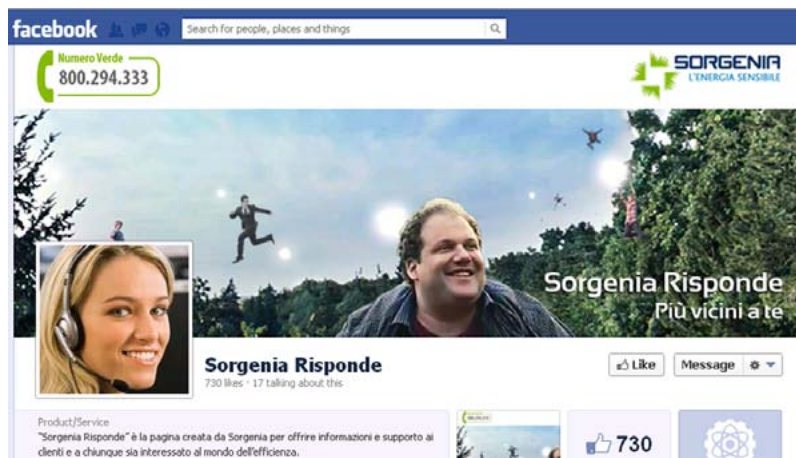 facebook
Search for people, places and things
Numero Verde
800.294.333
SORGENIA
L'ENERGIA SENSIBILE
Sorgenia Risponde
Più vicini a te
Sorgenia Risponde
730 likes · 17 talking about this
Like
Message
Product/Service
"Sorgenia Risponde" è la pagina creata da Sorgenia per offrire informazioni e supporto ai
clienti e a chiunque sia interessato al mondo dell'efficienza.
730